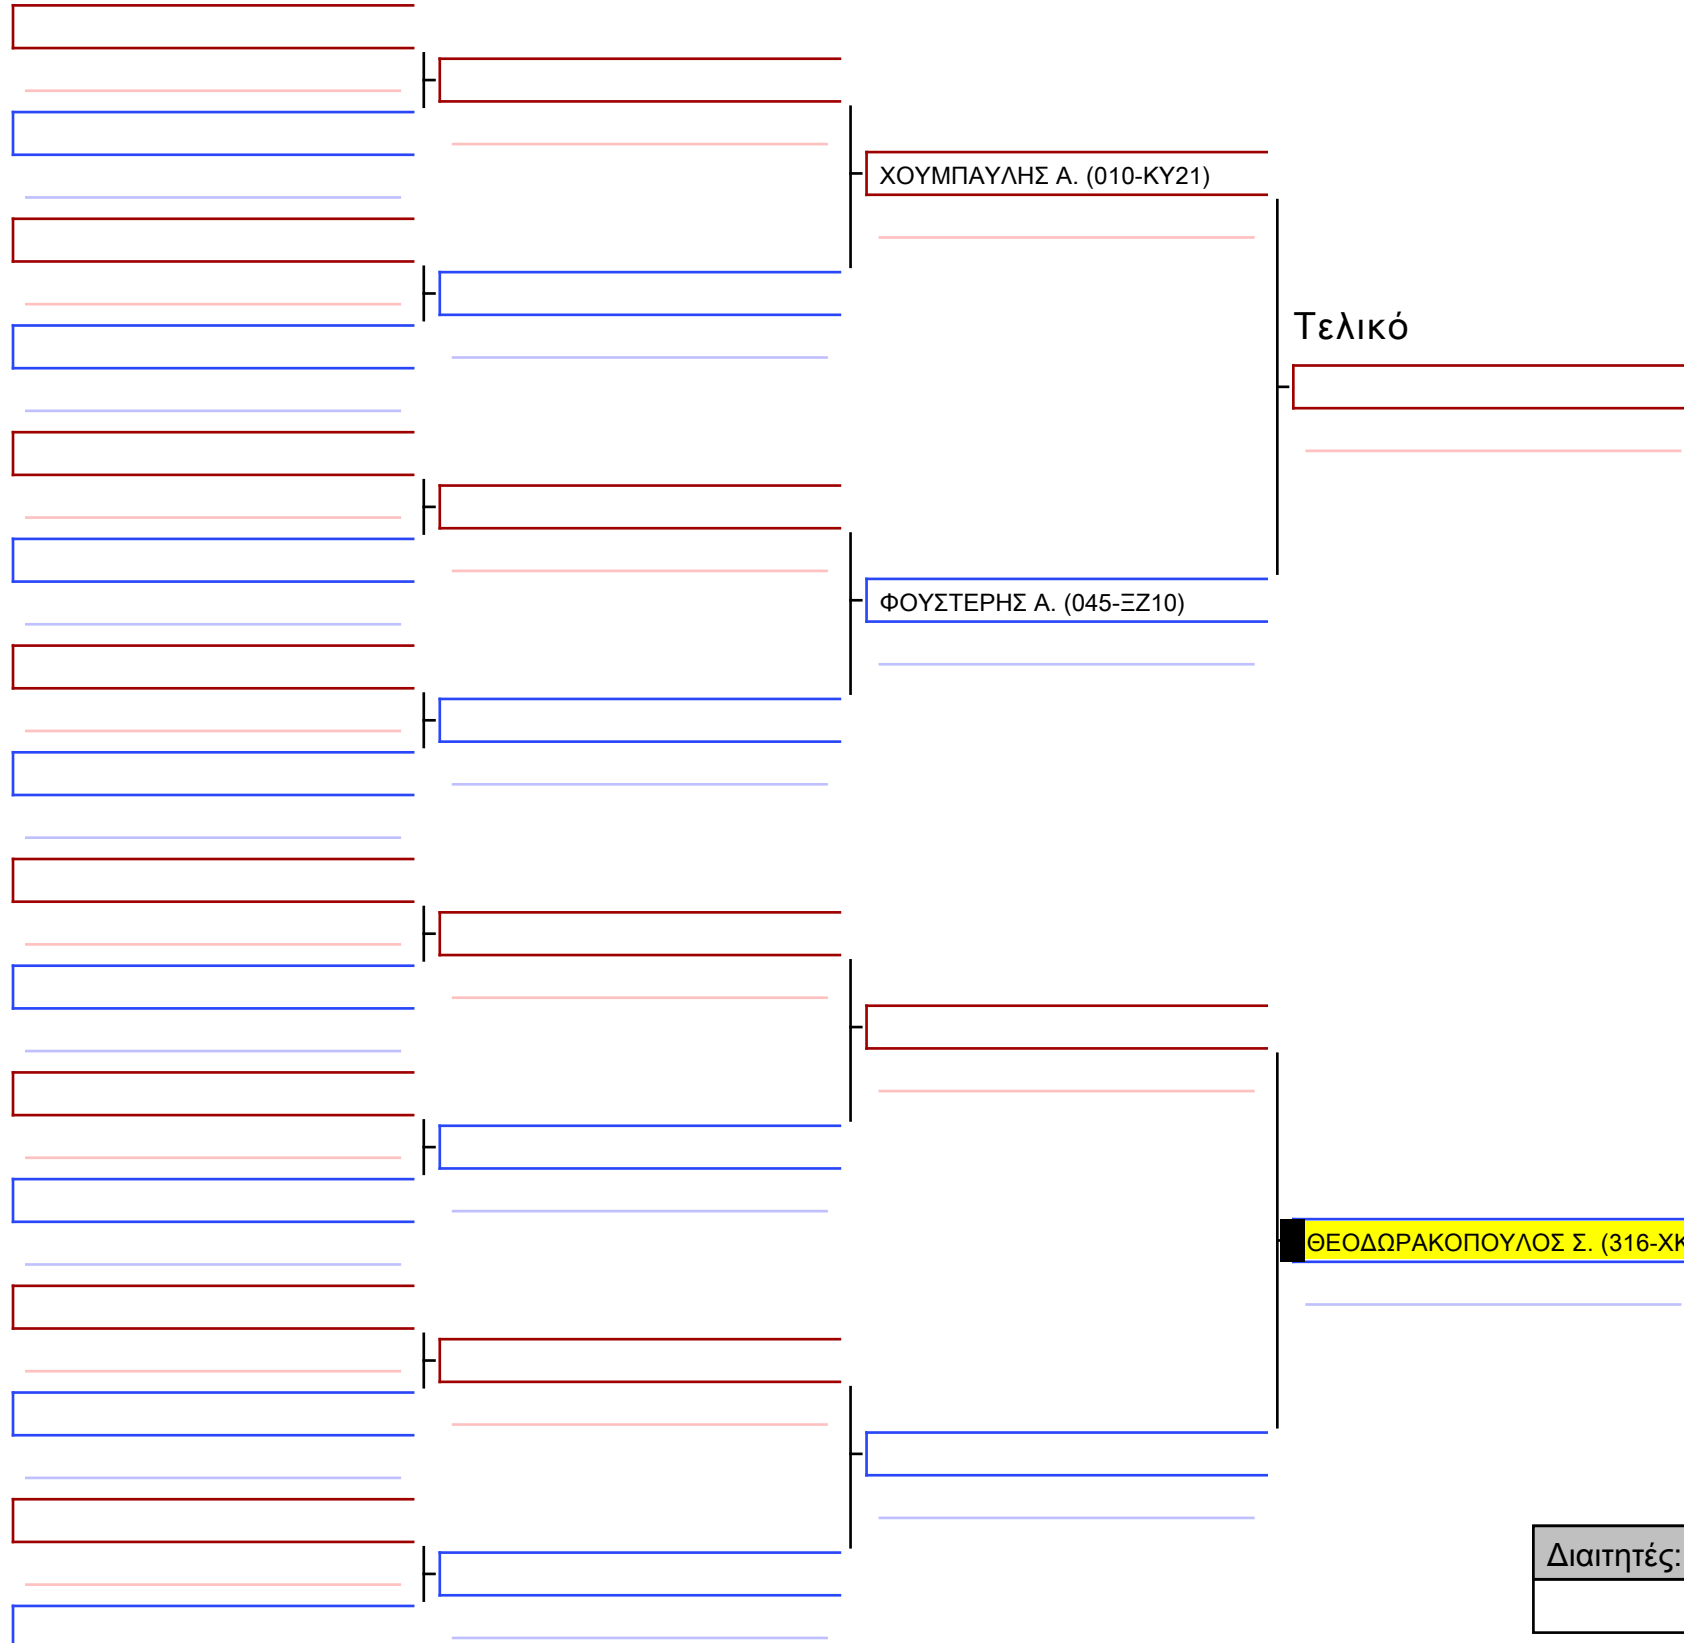 ΧΟΥΜΠΑΥΛΗΣ Α. (010-ΚΥ21)
Τελικό
ΦΟΥΣΤΕΡΗΣ Α. (045-ΞΖ10)
ΘΕΟΔΩΡΑΚΟΠΟΥΛΟΣ Σ. (316-ΧΚ
Διαιτητές: